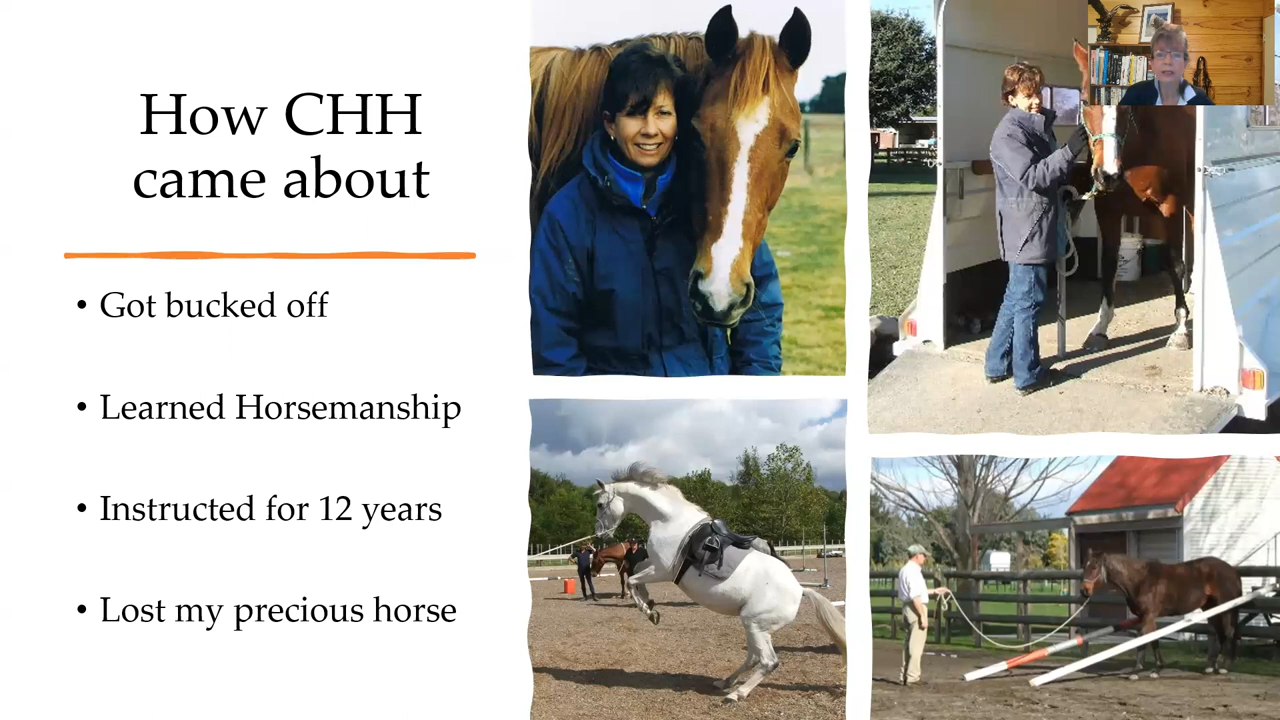 How CHH
came about
• Got bucked off
• Learned Horsemanship
• Instructed for 12 years
• Lost my precious horse